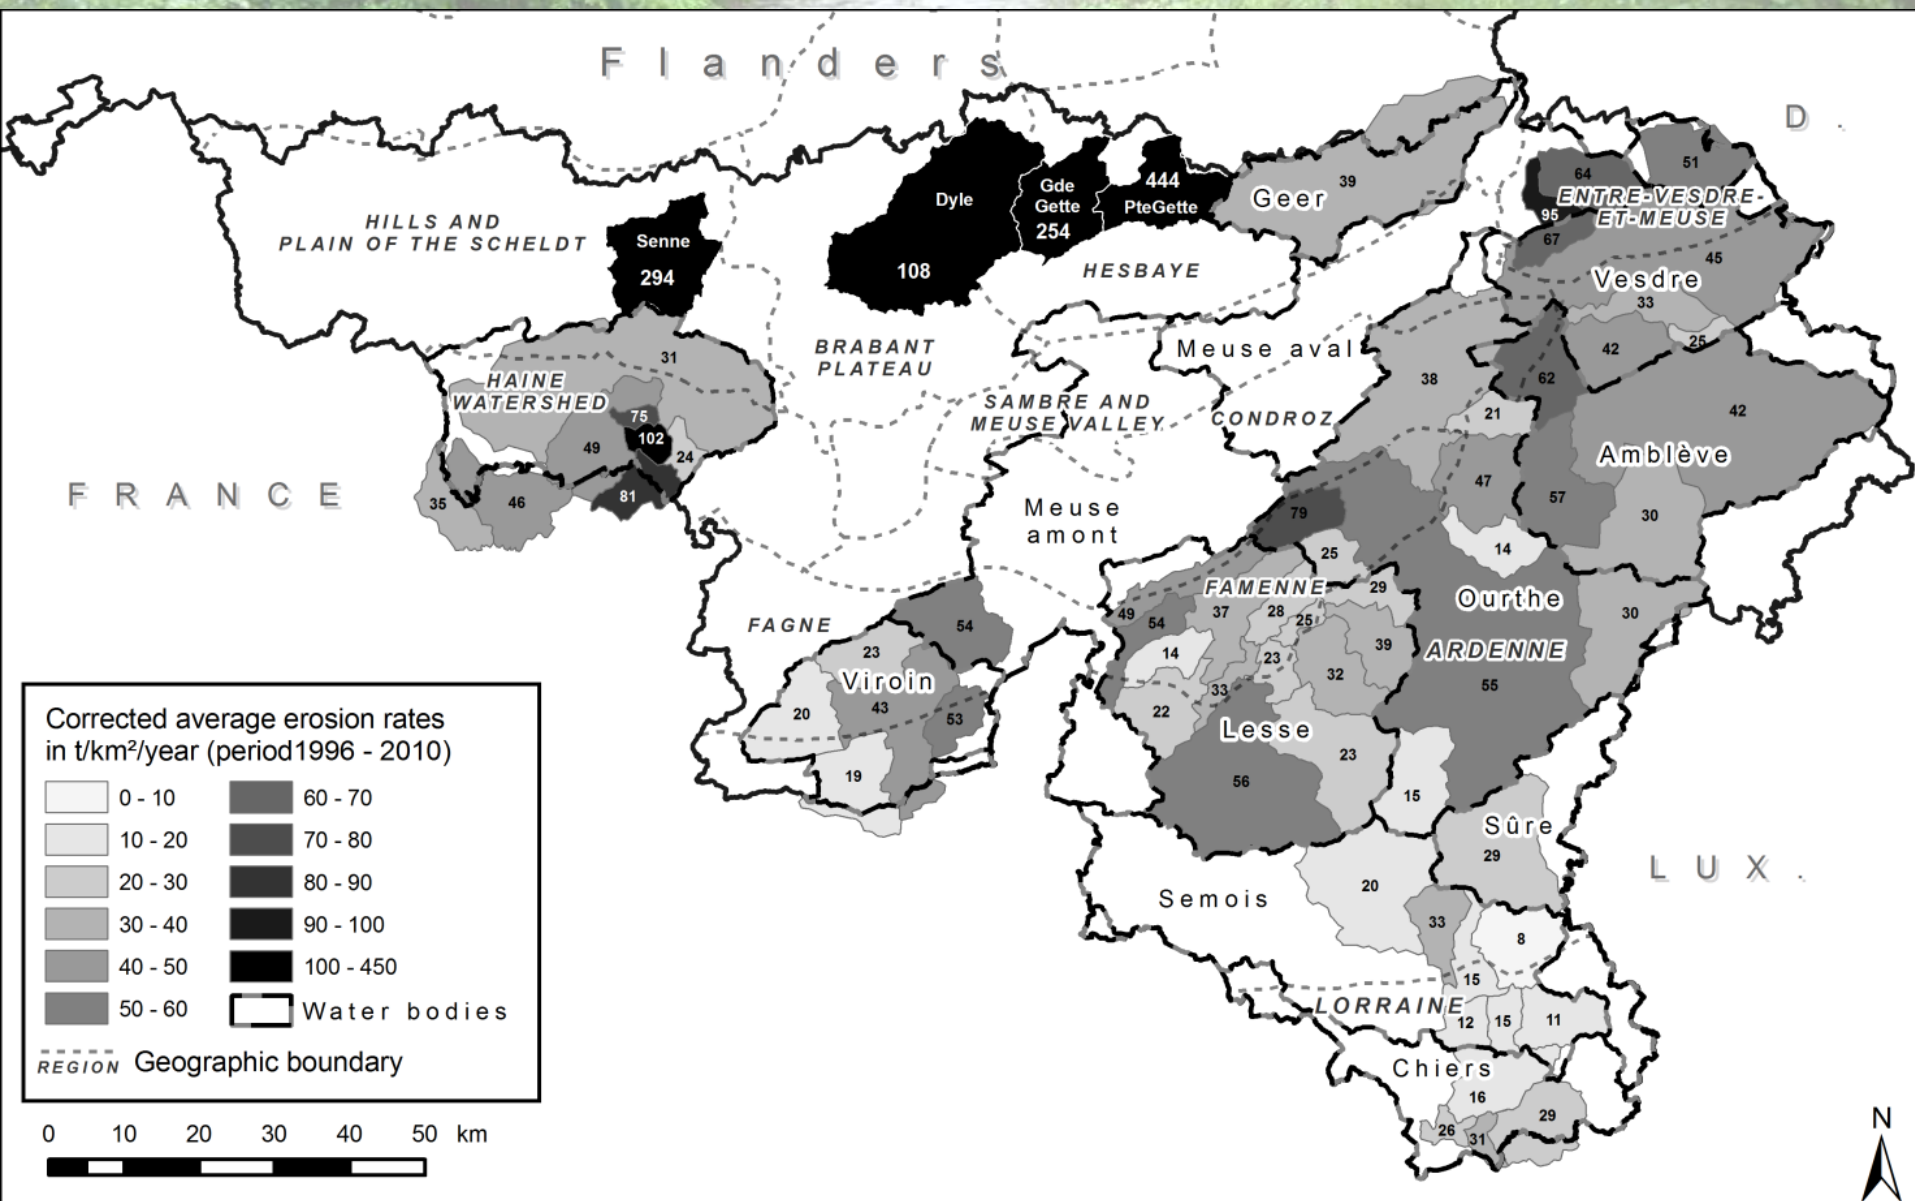 Flanders
D.
HILLS AND
PLAIN OF THE SCHELDT
Senne
294
Dyle
108
Gde
Gette
254
444
PteGette
Geer
39
64
51
ENTRE-VESDRE-
ET-MEUSE
95
67
45
Vesdre
33
25
42
HESBAYE
BRABANT
PLATEAU
Meuse aval
SAMBRE AND
MEUSE VALLEY
CONDROZ
38
62
21
42
Amblève
47
57
30
14
31
HAINE
WATERSHED
75
102
49
24
81
46
35
FRANCE
Meuse
amont
79
25
FAMENNE
29
Ourthe
30
ARDENNE
55
49
54
37
28
25
14
23
39
32
33
22
Lesse
56
23
15
FAGNE
54
23
Viroin
20
43
53
19
Sûre
29
LUX.
Semois
20
33
8
15
LORRAINE
12
15
11
Chiers
16
29
26
31
Corrected average erosion rates
in t/km²/year (period1996 - 2010)
0 - 10
10 - 20
20 - 30
30 - 40
40 - 50
50 - 60
60 - 70
70 - 80
80 - 90
90 - 100
100 - 450
Water bodies
REGION Geographic boundary
0 10 20 30 40 50 km
N